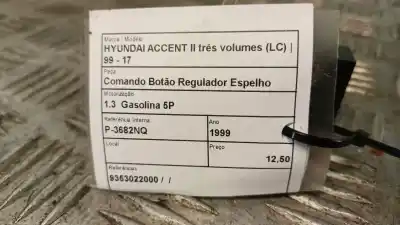 Marca / Modelo
HYUNDAI ACCENT II três volumes (LC) |
99 - 17
Peça
Comando Botão Regulador Espelho
Motorização
1.3 Gasolina 5P
Referência Interna
Ano
P-3682NQ
1999
Local
Preço
12,50
Referências
9353022000 / /